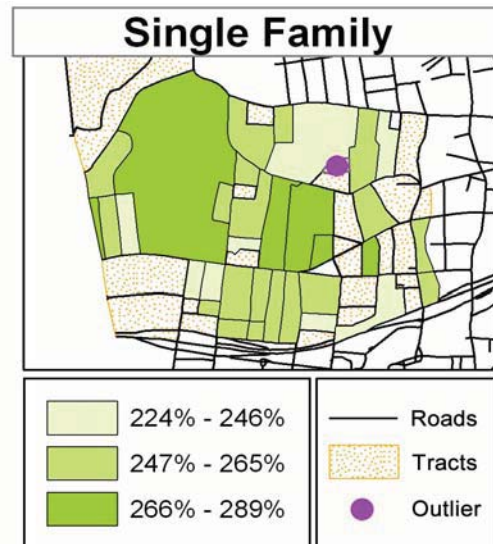 Single Family
224% - 246%
247% - 265%
266% - 289%
Roads
Tracts
Outlier